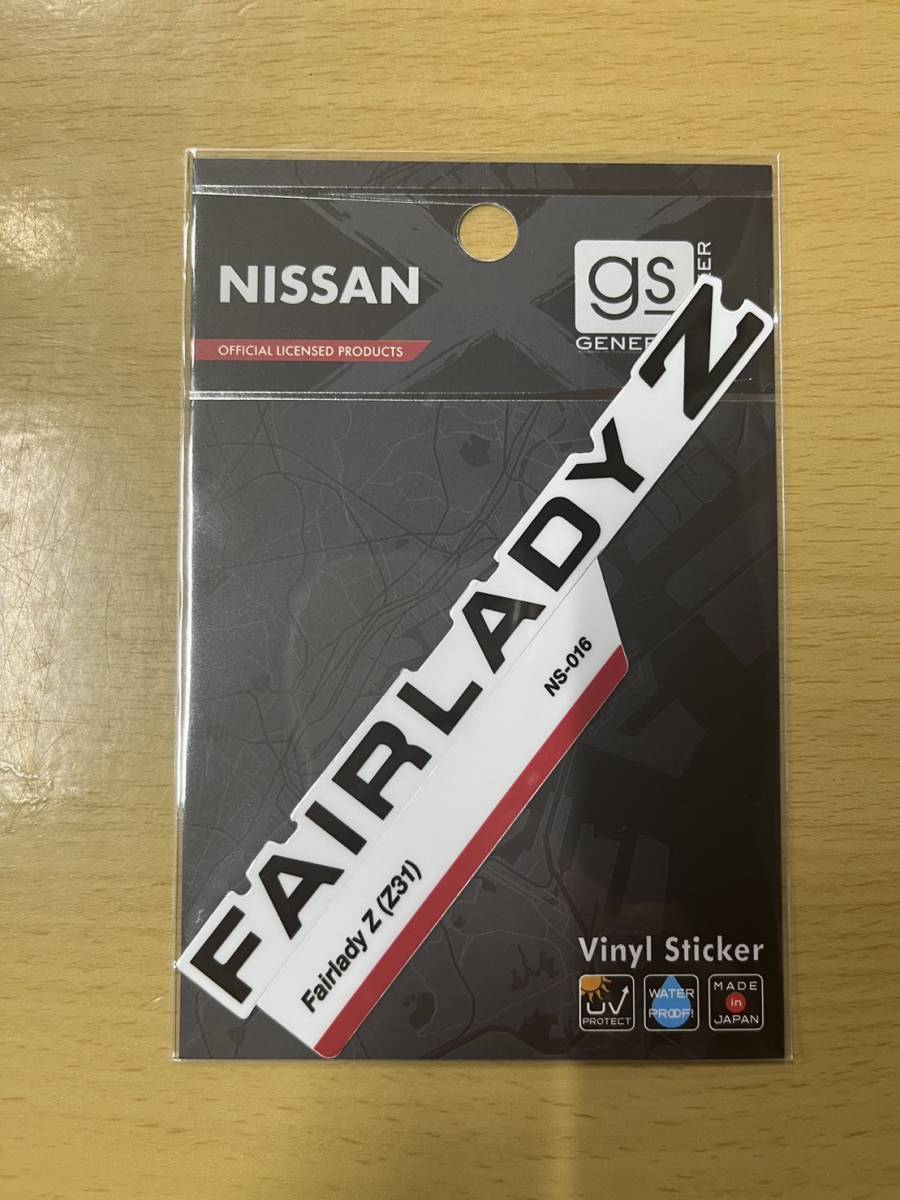 NISSAN
OFFICIAL LICENSED PRODUCTS
gs
FAIRLADY Z
NS-016
Fairlady Z (Z31)
Vinyl Sticker
UV PROTECT
WATER PROOF!
MADE in JAPAN